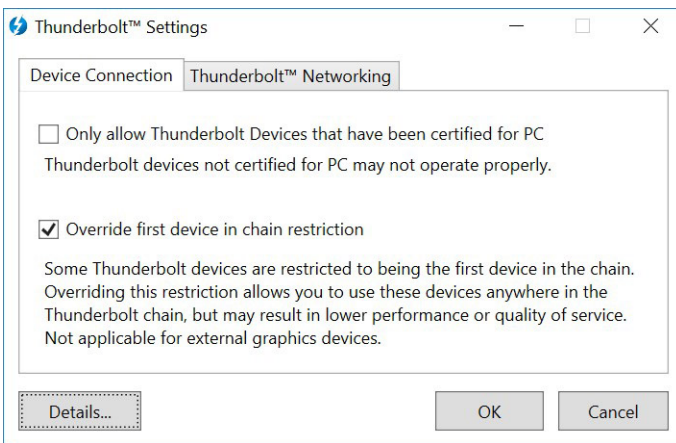 Thunderbolt™ Settings
Device Connection
Thunderbolt™ Networking
Only allow Thunderbolt Devices that have been certified for PC
Thunderbolt devices not certified for PC may not operate properly.
Override first device in chain restriction
Some Thunderbolt devices are restricted to being the first device in the chain.
Overriding this restriction allows you to use these devices anywhere in the
Thunderbolt chain, but may result in lower performance or quality of service.
Not applicable for external graphics devices.
Details...
OK
Cancel